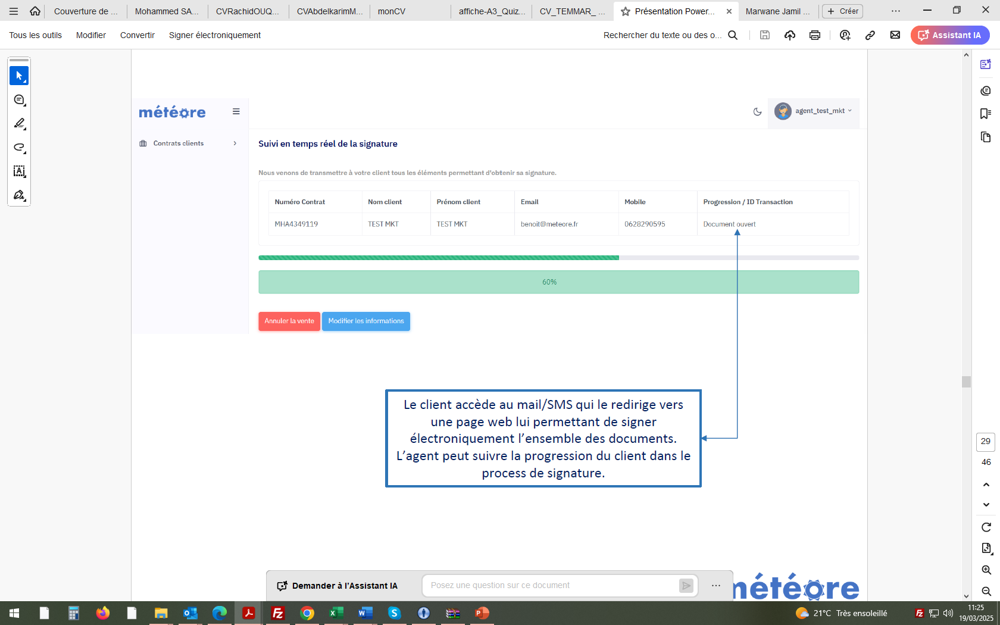 Couverture de ...
Mohammed SA...
CVRachidOUQ...
CVAbdelkarimM...
monCV
affiche-A3_Quiz...
CV_TEMMAR_ ...
Présentation Power...
Marwane Jamil ...
Créer
Tous les outils
Modifier
Convertir
Signer électroniquement
Rechercher du texte ou des o...
Assistant IA
météore
agent_test_mkt
Contrats clients
Suivi en temps réel de la signature
Nous venons de transmettre à votre client tous les éléments permettant d'obtenir sa signature.
Numéro Contrat
Nom client
Prénom client
Email
Mobile
Progression / ID Transaction
MHA4349119
TEST MKT
TEST MKT
benoit@meteore.fr
0628290595
Document ouvert
60%
Annuler la vente
Modifier les informations
Le client accède au mail/SMS qui le redirige vers
une page web lui permettant de signer
électroniquement l'ensemble des documents.
L'agent peut suivre la progression du client dans le
process de signature.
29
46
Demander à l'Assistant IA
Posez une question sur ce document
météore
21°C Très ensoleillé
11:25
19/03/2025